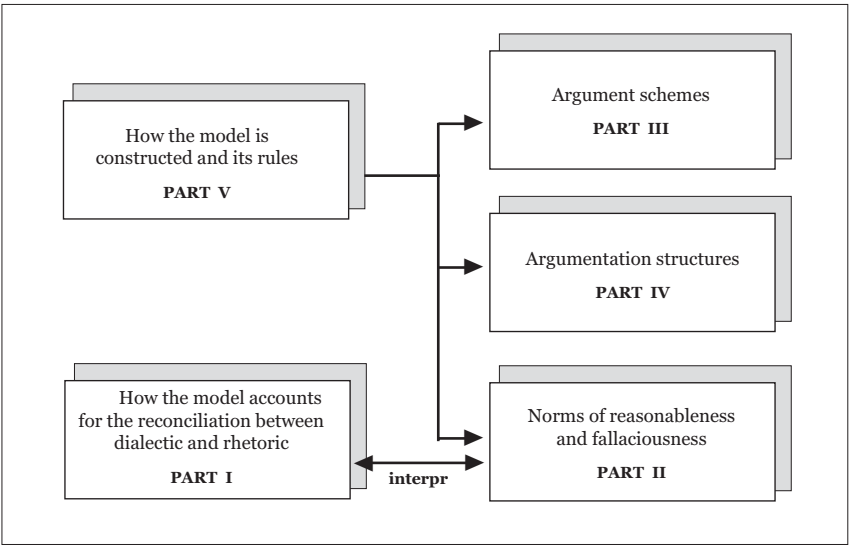 How the model is
constructed and its rules
PART V
Argument schemes
PART III
Argumentation structures
PART IV
How the model accounts
for the reconciliation between
dialectic and rhetoric
PART I
interpr
Norms of reasonableness
and fallaciousness
PART II